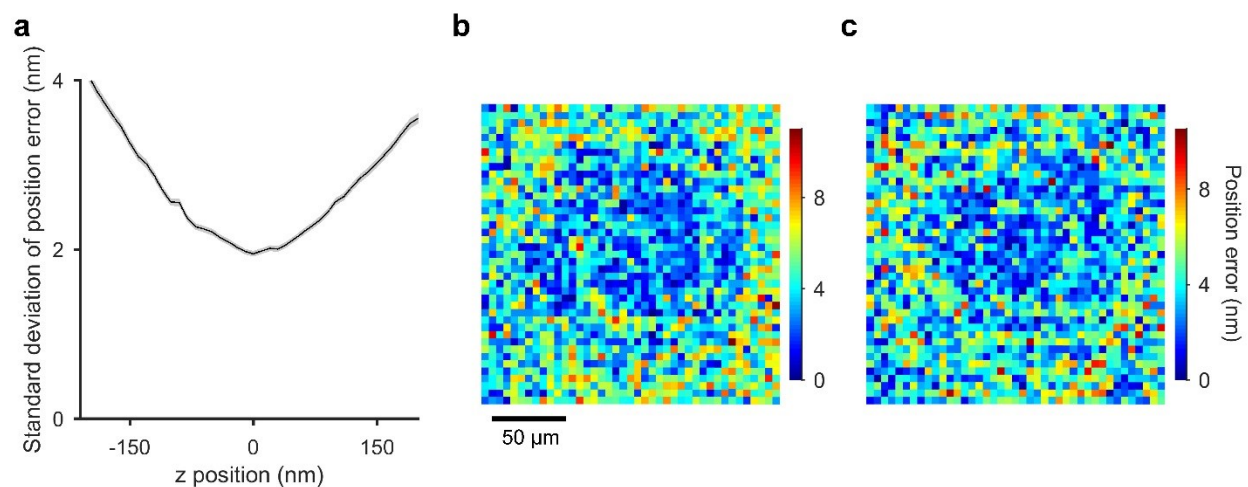 a
Standard deviation of position error (nm)
4
2
0
-150
0
150
z position (nm)
b
8
4
0
50 µm
c
8
4
0
Position error (nm)